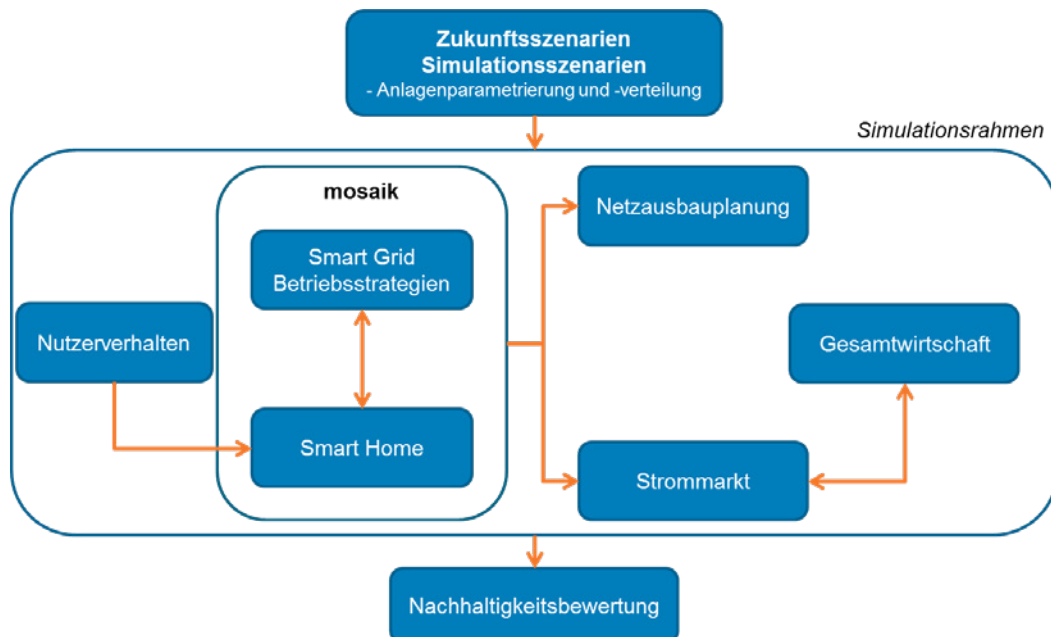 Zukunftsszenarien
Simulationsszenarien
- Anlagenparametrierung und -verteilung
Simulationsrahmen
mosaik
Netzausbauplanung
Smart Grid
Betriebsstrategien
Nutzerverhalten
Gesamtwirtschaft
Smart Home
Strommarkt
Nachhaltigkeitsbewertung